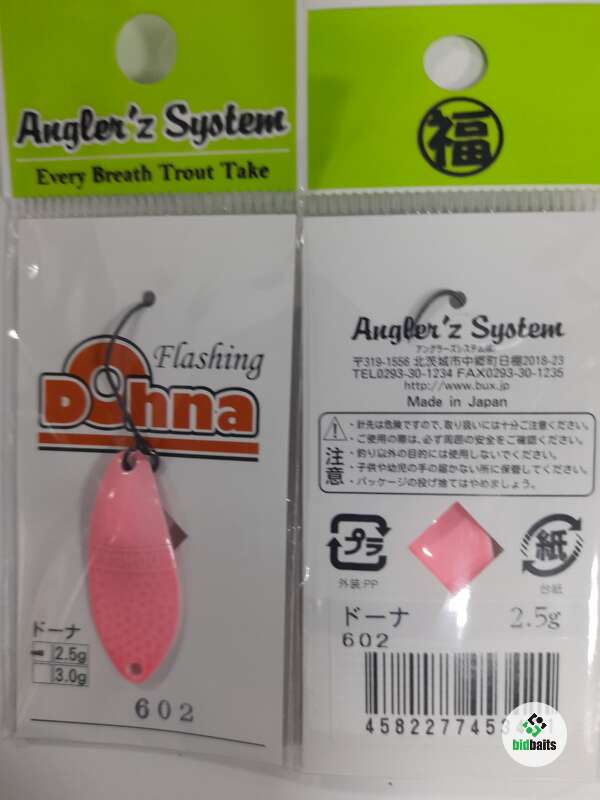 Angler'z System
Every Breath Trout Take
Flashing
Dohna
ドーナ
2.5g
3.0g
602
福
Angler'z System
アングラーズシステム㈱
〒319-1556 北茨城市中郷町日棚2018-23
TEL0293-30-1234 FAX0293-30-1235
http://www.bux.jp
Made in Japan
注意
・針先は危険ですので、取り扱いには十分ご注意ください。
・ご使用の際は、必ず周囲の安全をご確認ください。
・釣り以外の目的には使用しないでください。
・子供や幼児の手の届かない所に保管してください。
・パッケージの投げ捨てはやめましょう。
プラ
外装:PP
紙
台紙
ドーナ 2.5g
602
4582277453
bidbaits